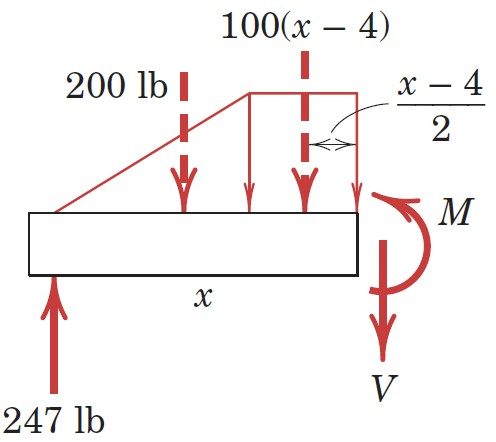 100(x − 4)
200 lb
x − 4
2
M
x
V
247 lb